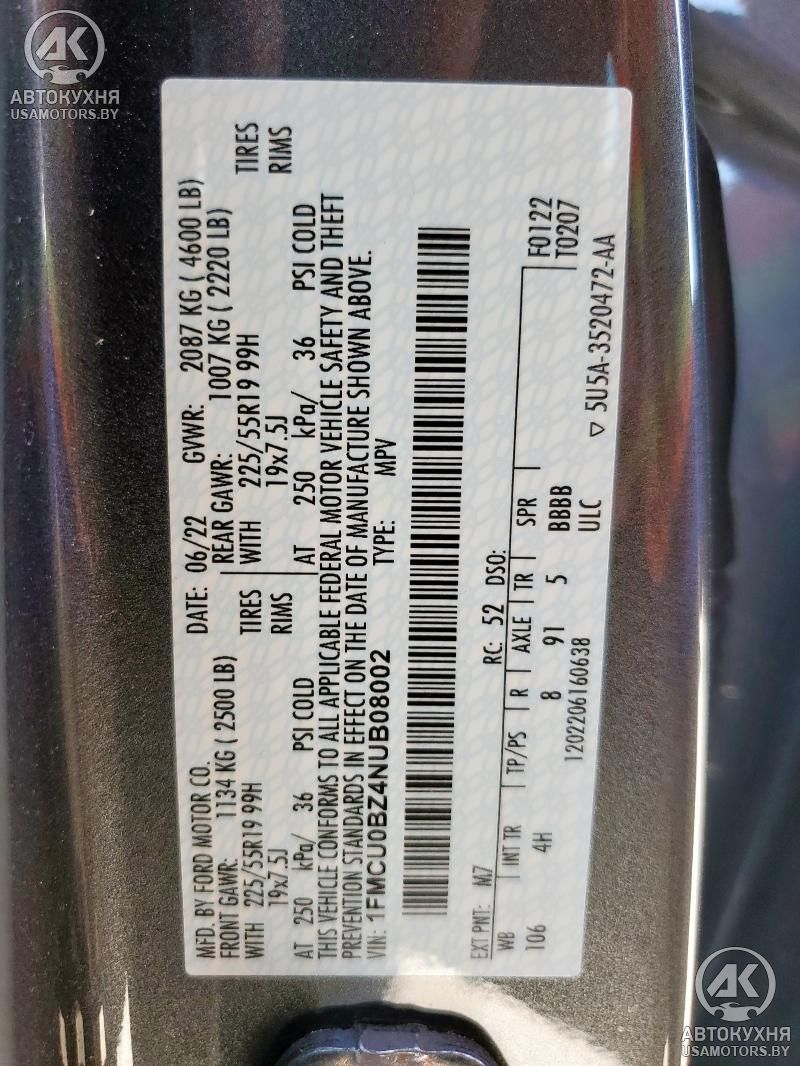 AK
АВТОКУХНЯ
USAMOTORS.BY
MFD. BY FORD MOTOR CO. DATE: 06/22 GVWR: 2087 KG ( 4600 LB)
FRONT GAWR: 1134 KG ( 2500 LB) REAR GAWR: 1007 KG ( 2220 LB)
WITH 225/55R19 99H TIRES WITH 225/55R19 99H TIRES
19x7.5J RIMS 19x7.5J RIMS
AT 250 kPa/ 36 PSI COLD AT 250 kPa/ 36 PSI COLD
THIS VEHICLE CONFORMS TO ALL APPLICABLE FEDERAL MOTOR VEHICLE SAFETY AND THEFT
PREVENTION STANDARDS IN EFFECT ON THE DATE OF MANUFACTURE SHOWN ABOVE.
VIN: 1FMCU0BZ4NUB08002 TYPE: MPV
EXT PNT: M7 RC: 52 DSO:
WB INT TR TP/PS R AXLE TR SPR F0122
106 4H 8 91 5 BBBB T0207
1202206160638 ULC
▽ 5U5A-3520472-AA
AK
АВТОКУХНЯ
USAMOTORS.BY